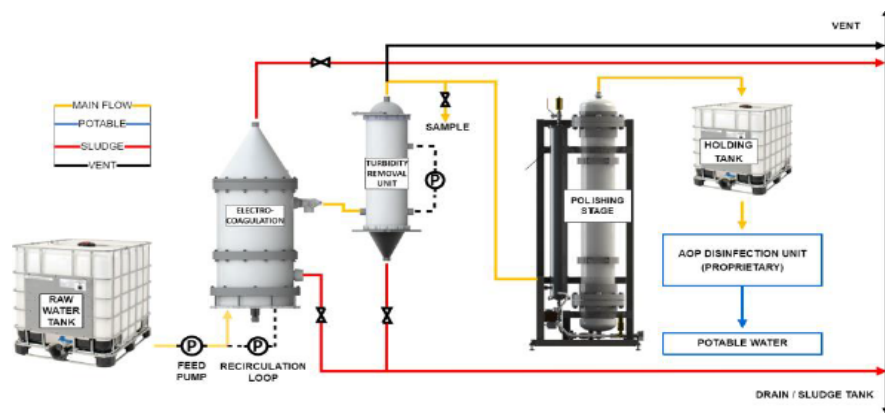 VENT
MAIN FLOW
POTABLE
SLUDGE
VENT
SAMPLE
TURBIDITY
REMOVAL
UNIT
P
ELECTRO-
COAGULATION
HOLDING
TANK
POLISHING
STAGE
AOP DISINFECTION UNIT
(PROPRIETARY)
RAW
WATER
TANK
P
FEED
PUMP
P
RECIRCULATION
LOOP
POTABLE WATER
DRAIN / SLUDGE TANK